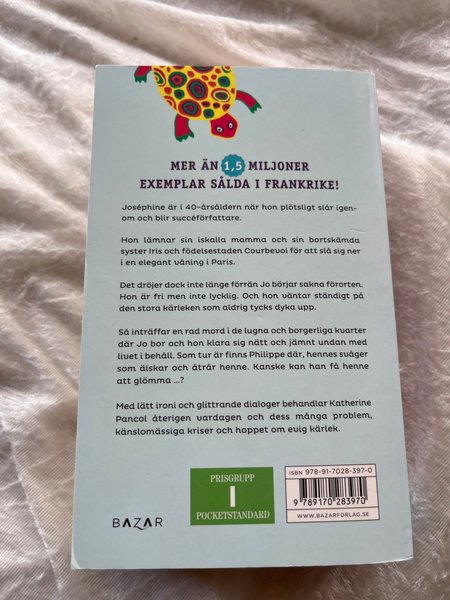 MER ÄN 1,5 MILJONER
EXEMPLAR SÅLDA I FRANKRIKE!
Joséphine är i 40-årsåldern när hon plötsligt slår igen-
om och blir succéförfattare.
Hon lämnar sin iskalla mamma och sin bortskämda
syster Iris och födelsestaden Courbevoi för att slå sig ner
i en elegant våning i Paris.
Det dröjer dock inte länge förrän Jo börjar sakna förorten.
Hon är fri men inte lycklig. Och hon väntar ständigt på
den stora kärleken som aldrig tycks dyka upp.
Så inträffar en rad mord i de lugna och borgerliga kvarter
där Jo bor och hon klara sig nätt och jämnt undan med
livet i behåll. Som tur är finns Philippe där, hennes svåger
som älskar och åtrår henne. Kanske kan han få henne
att glömma ...?
Med lätt ironi och glittrande dialoger behandlar Katherine
Pancol återigen vardagen och dess många problem,
känslomässiga kriser och hoppet om evig kärlek.
ISBN 978-91-7028-397-0
PRISGRUPP
I
POCKETSTANDARD
9 789170 283970
BAZAR
WWW.BAZARFORLAG.SE